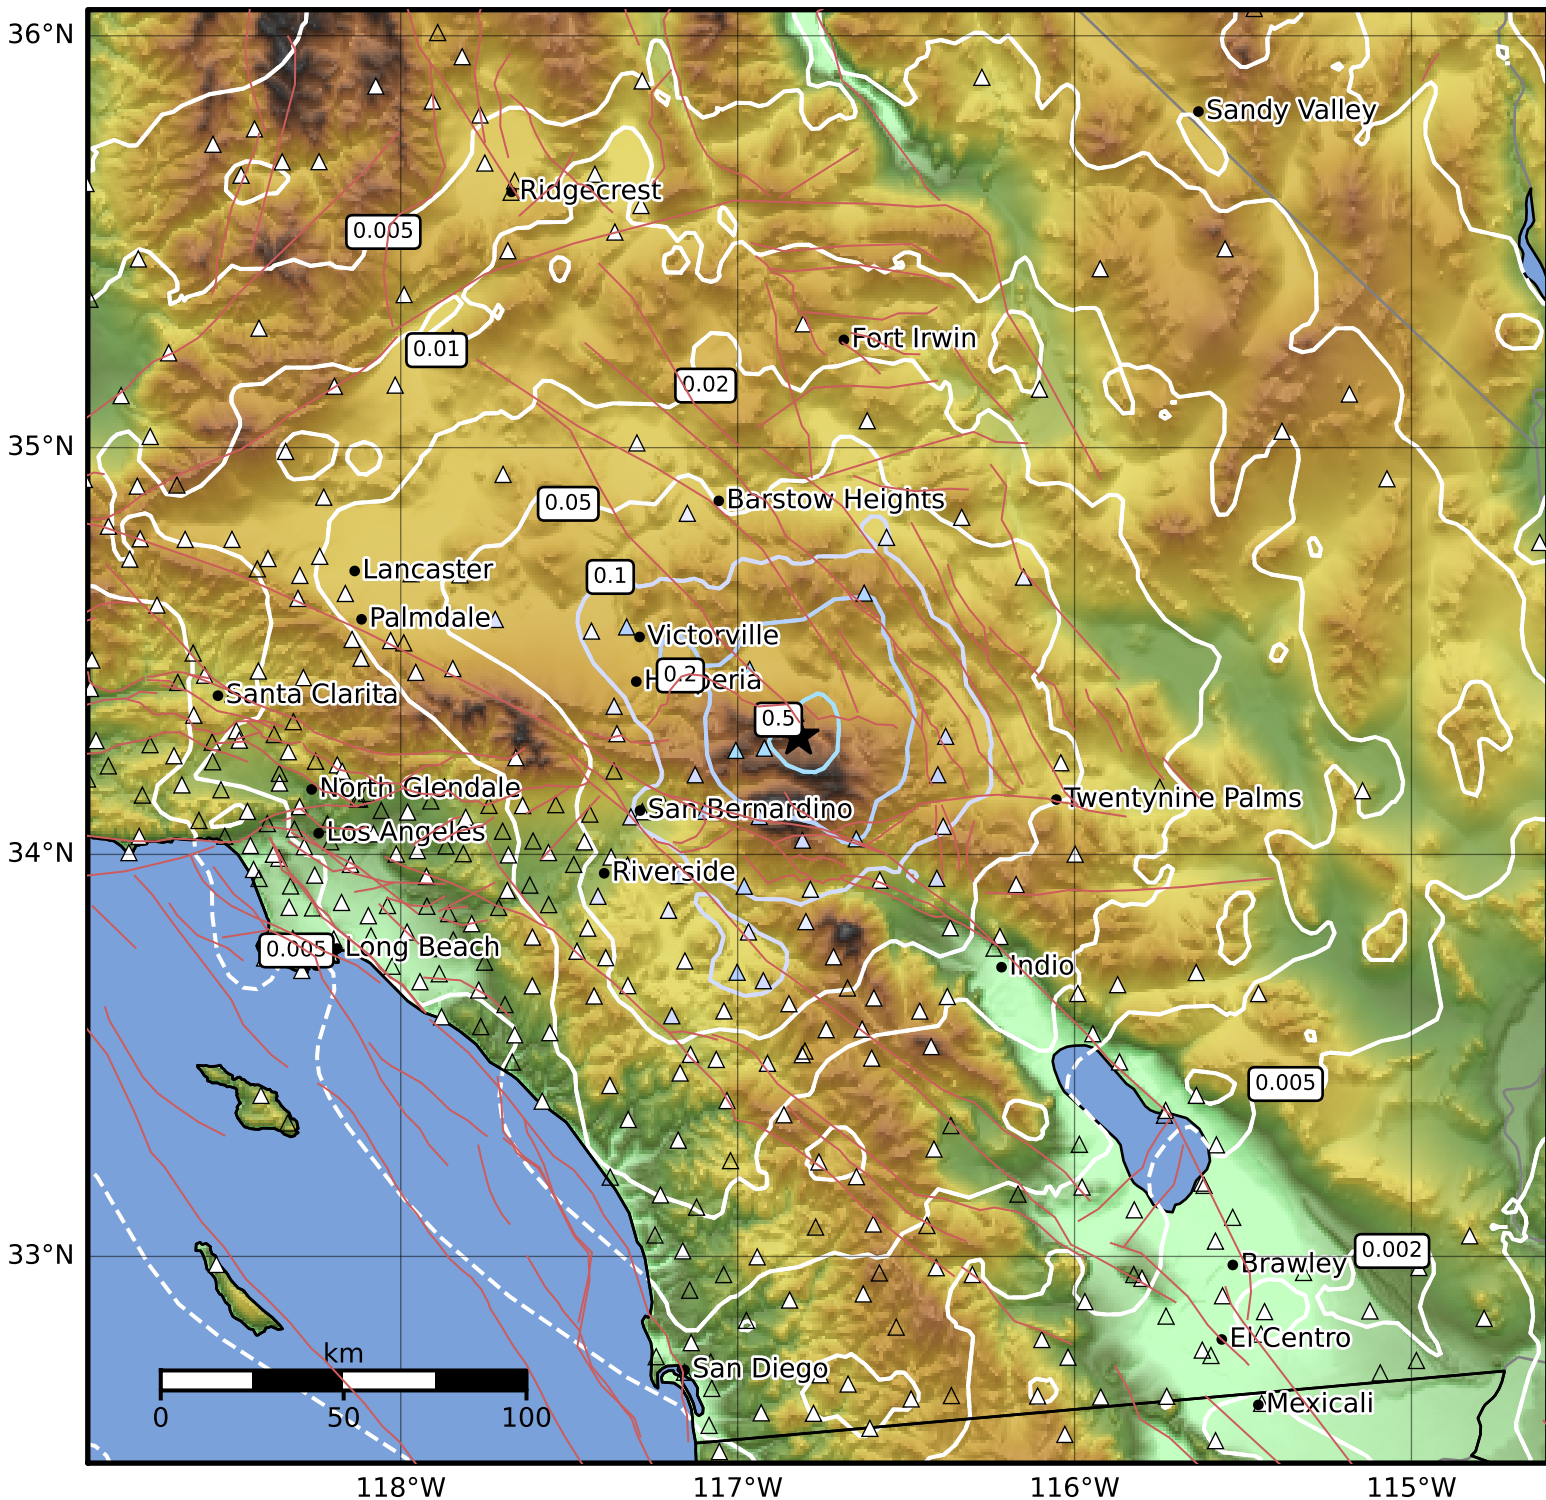 36°N
Sandy Valley
Ridgecrest
0.005
Fort Irwin
0.01
0.02
35°N
0.05
Barstow Heights
0.1
Lancaster
Palmdale
Victorville
0.2
Santa Clarita
0.5
North Glendale
Twentynine Palms
San Bernardino
Los Angeles
34°N
Riverside
0.005
Long Beach
Indio
0.005
33°N
0.002
Brawley
El Centro
km
San Diego
0 50 100
Mexicali
118°W 117°W 116°W 115°W